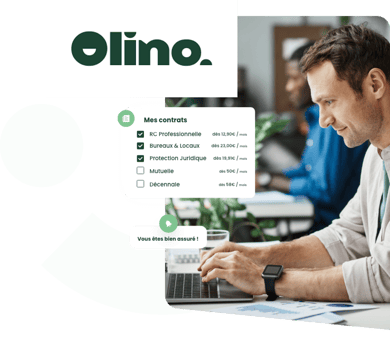 Olino.
Mes contrats
RC Professionnelle dès 12,90€ / mois
Bureaux & Locaux dès 23,00€ / mois
Protection Juridique dès 19,91€ / mois
Mutuelle dès 50€ / mois
Décennale dès 58€ / mois
Vous êtes bien assuré !